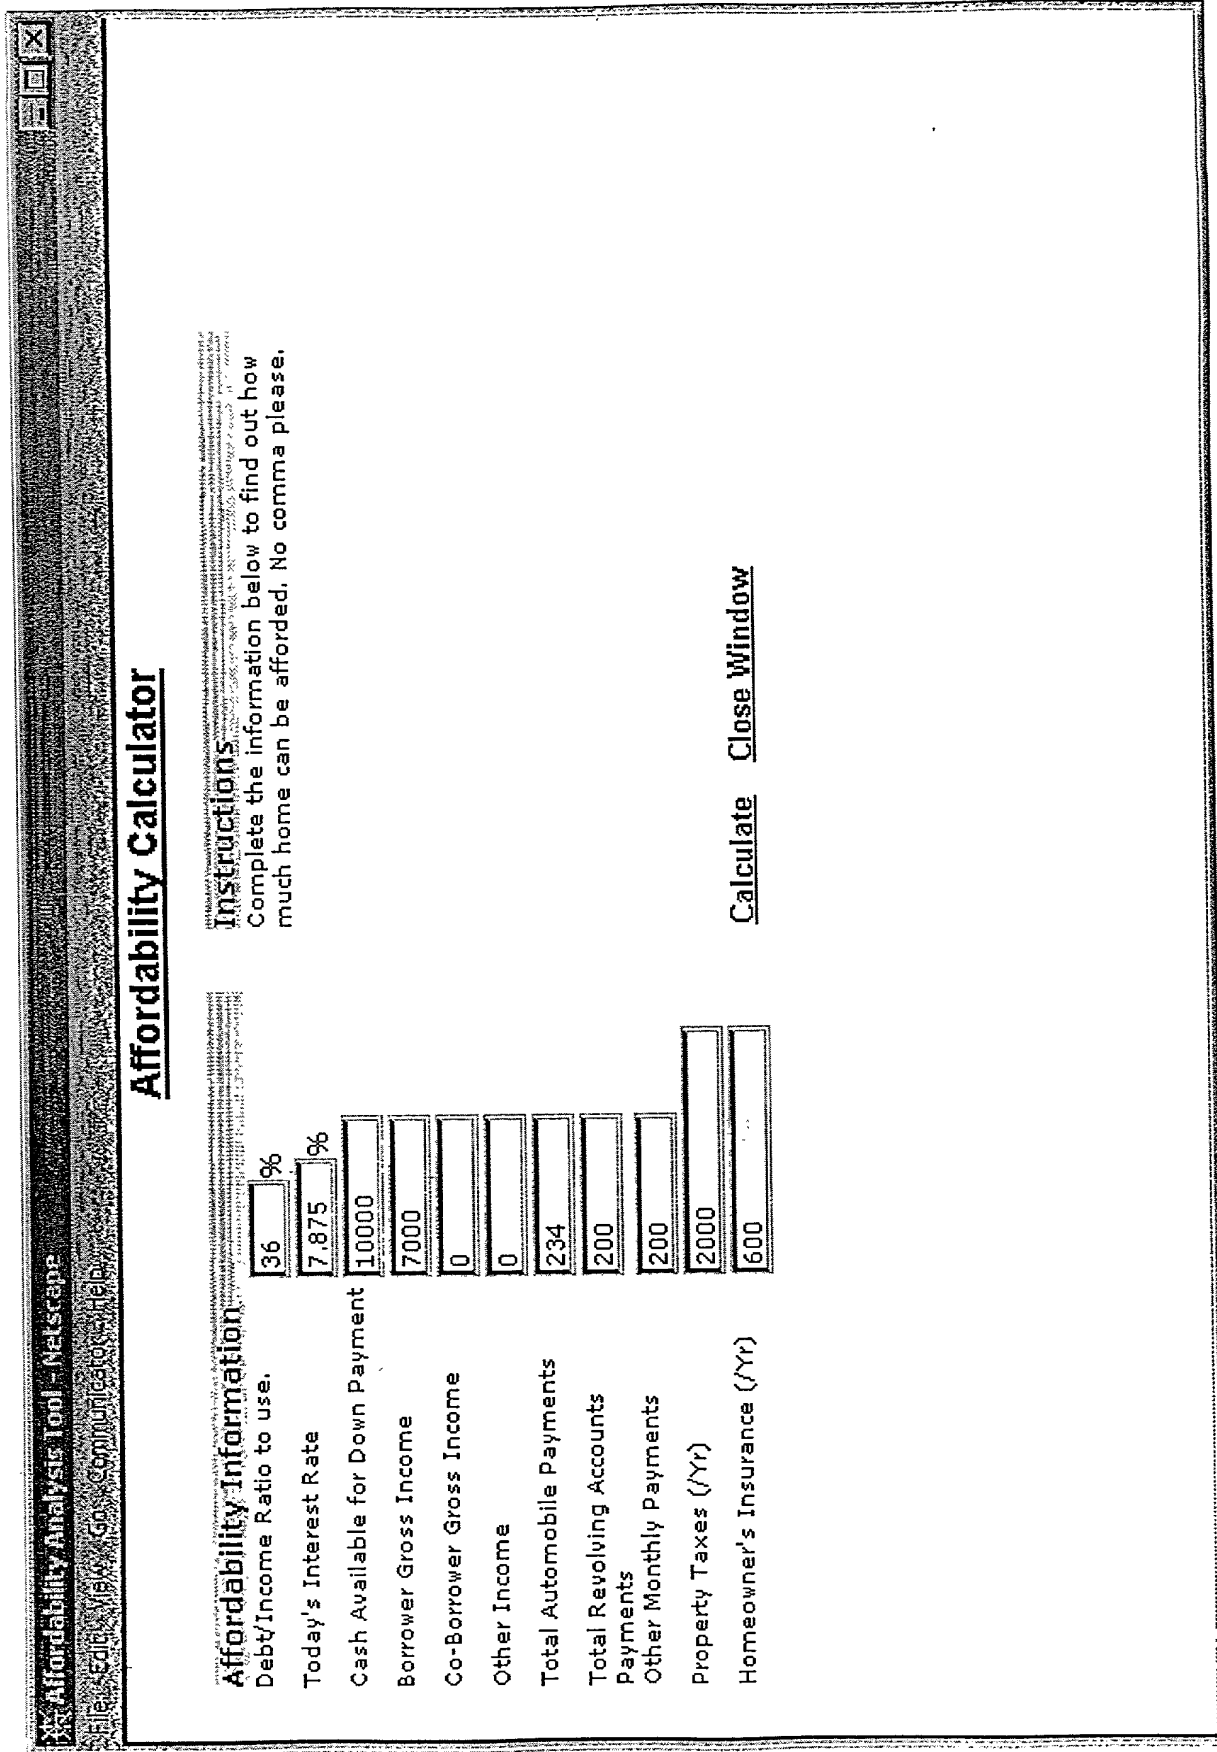 Affordability Analysis Tool - Netscape
File Edit View Go Communicator Help
Affordability Calculator
Affordability Information
Debt/Income Ratio to use. 36 %
Today's Interest Rate 7.875 %
Cash Available for Down Payment 10000
Borrower Gross Income 7000
Co-Borrower Gross Income 0
Other Income 0
Total Automobile Payments 234
Total Revolving Accounts
Payments 200
Other Monthly Payments 200
Property Taxes (/Yr) 2000
Homeowner's Insurance (/Yr) 600
Instructions
Complete the information below to find out how
much home can be afforded. No comma please.
Calculate Close Window